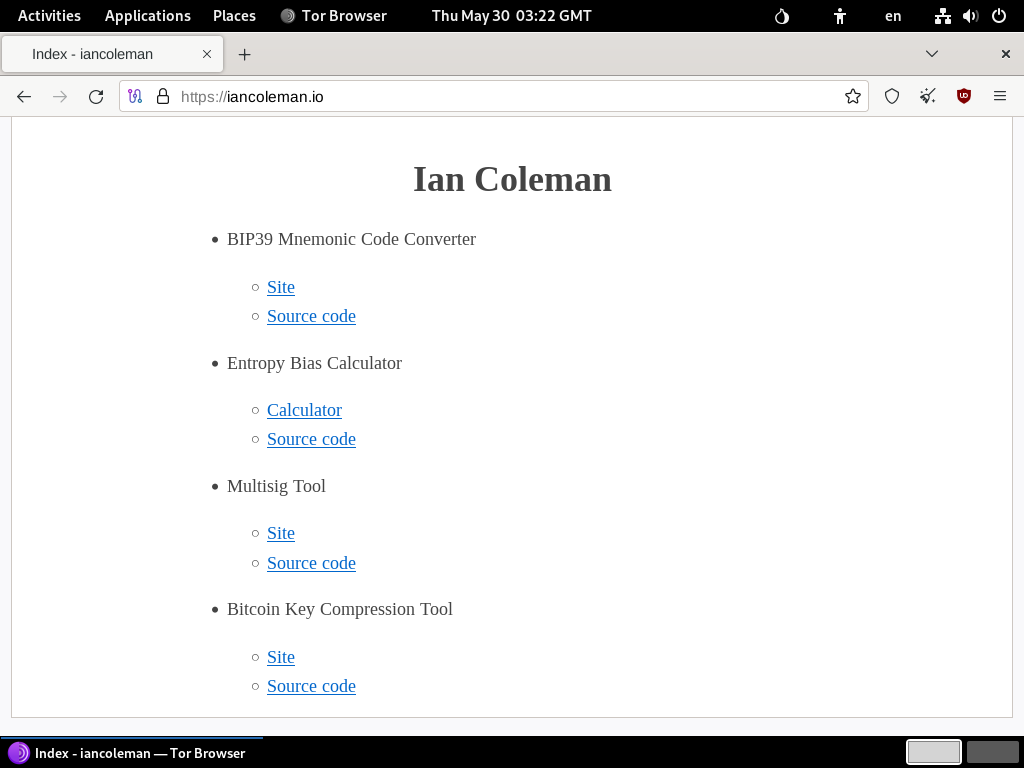 Activities Applications Places Tor Browser Thu May 30 03:22 GMT en
Index - iancoleman
https://iancoleman.io
Ian Coleman
BIP39 Mnemonic Code Converter
Site
Source code
Entropy Bias Calculator
Calculator
Source code
Multisig Tool
Site
Source code
Bitcoin Key Compression Tool
Site
Source code
Index - iancoleman — Tor Browser